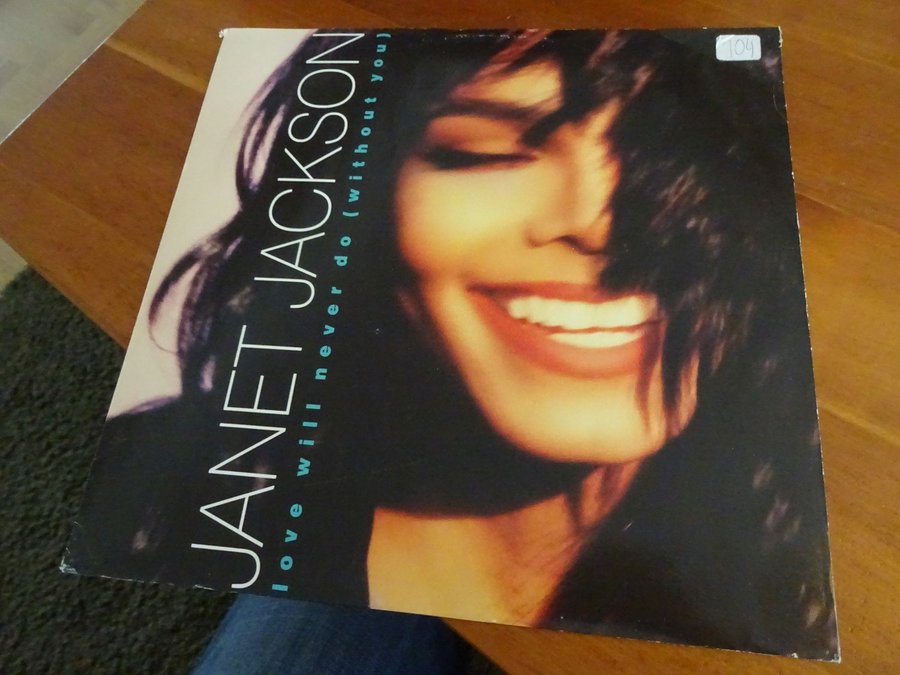 JANET JACKSON
love will never do (without you)
104